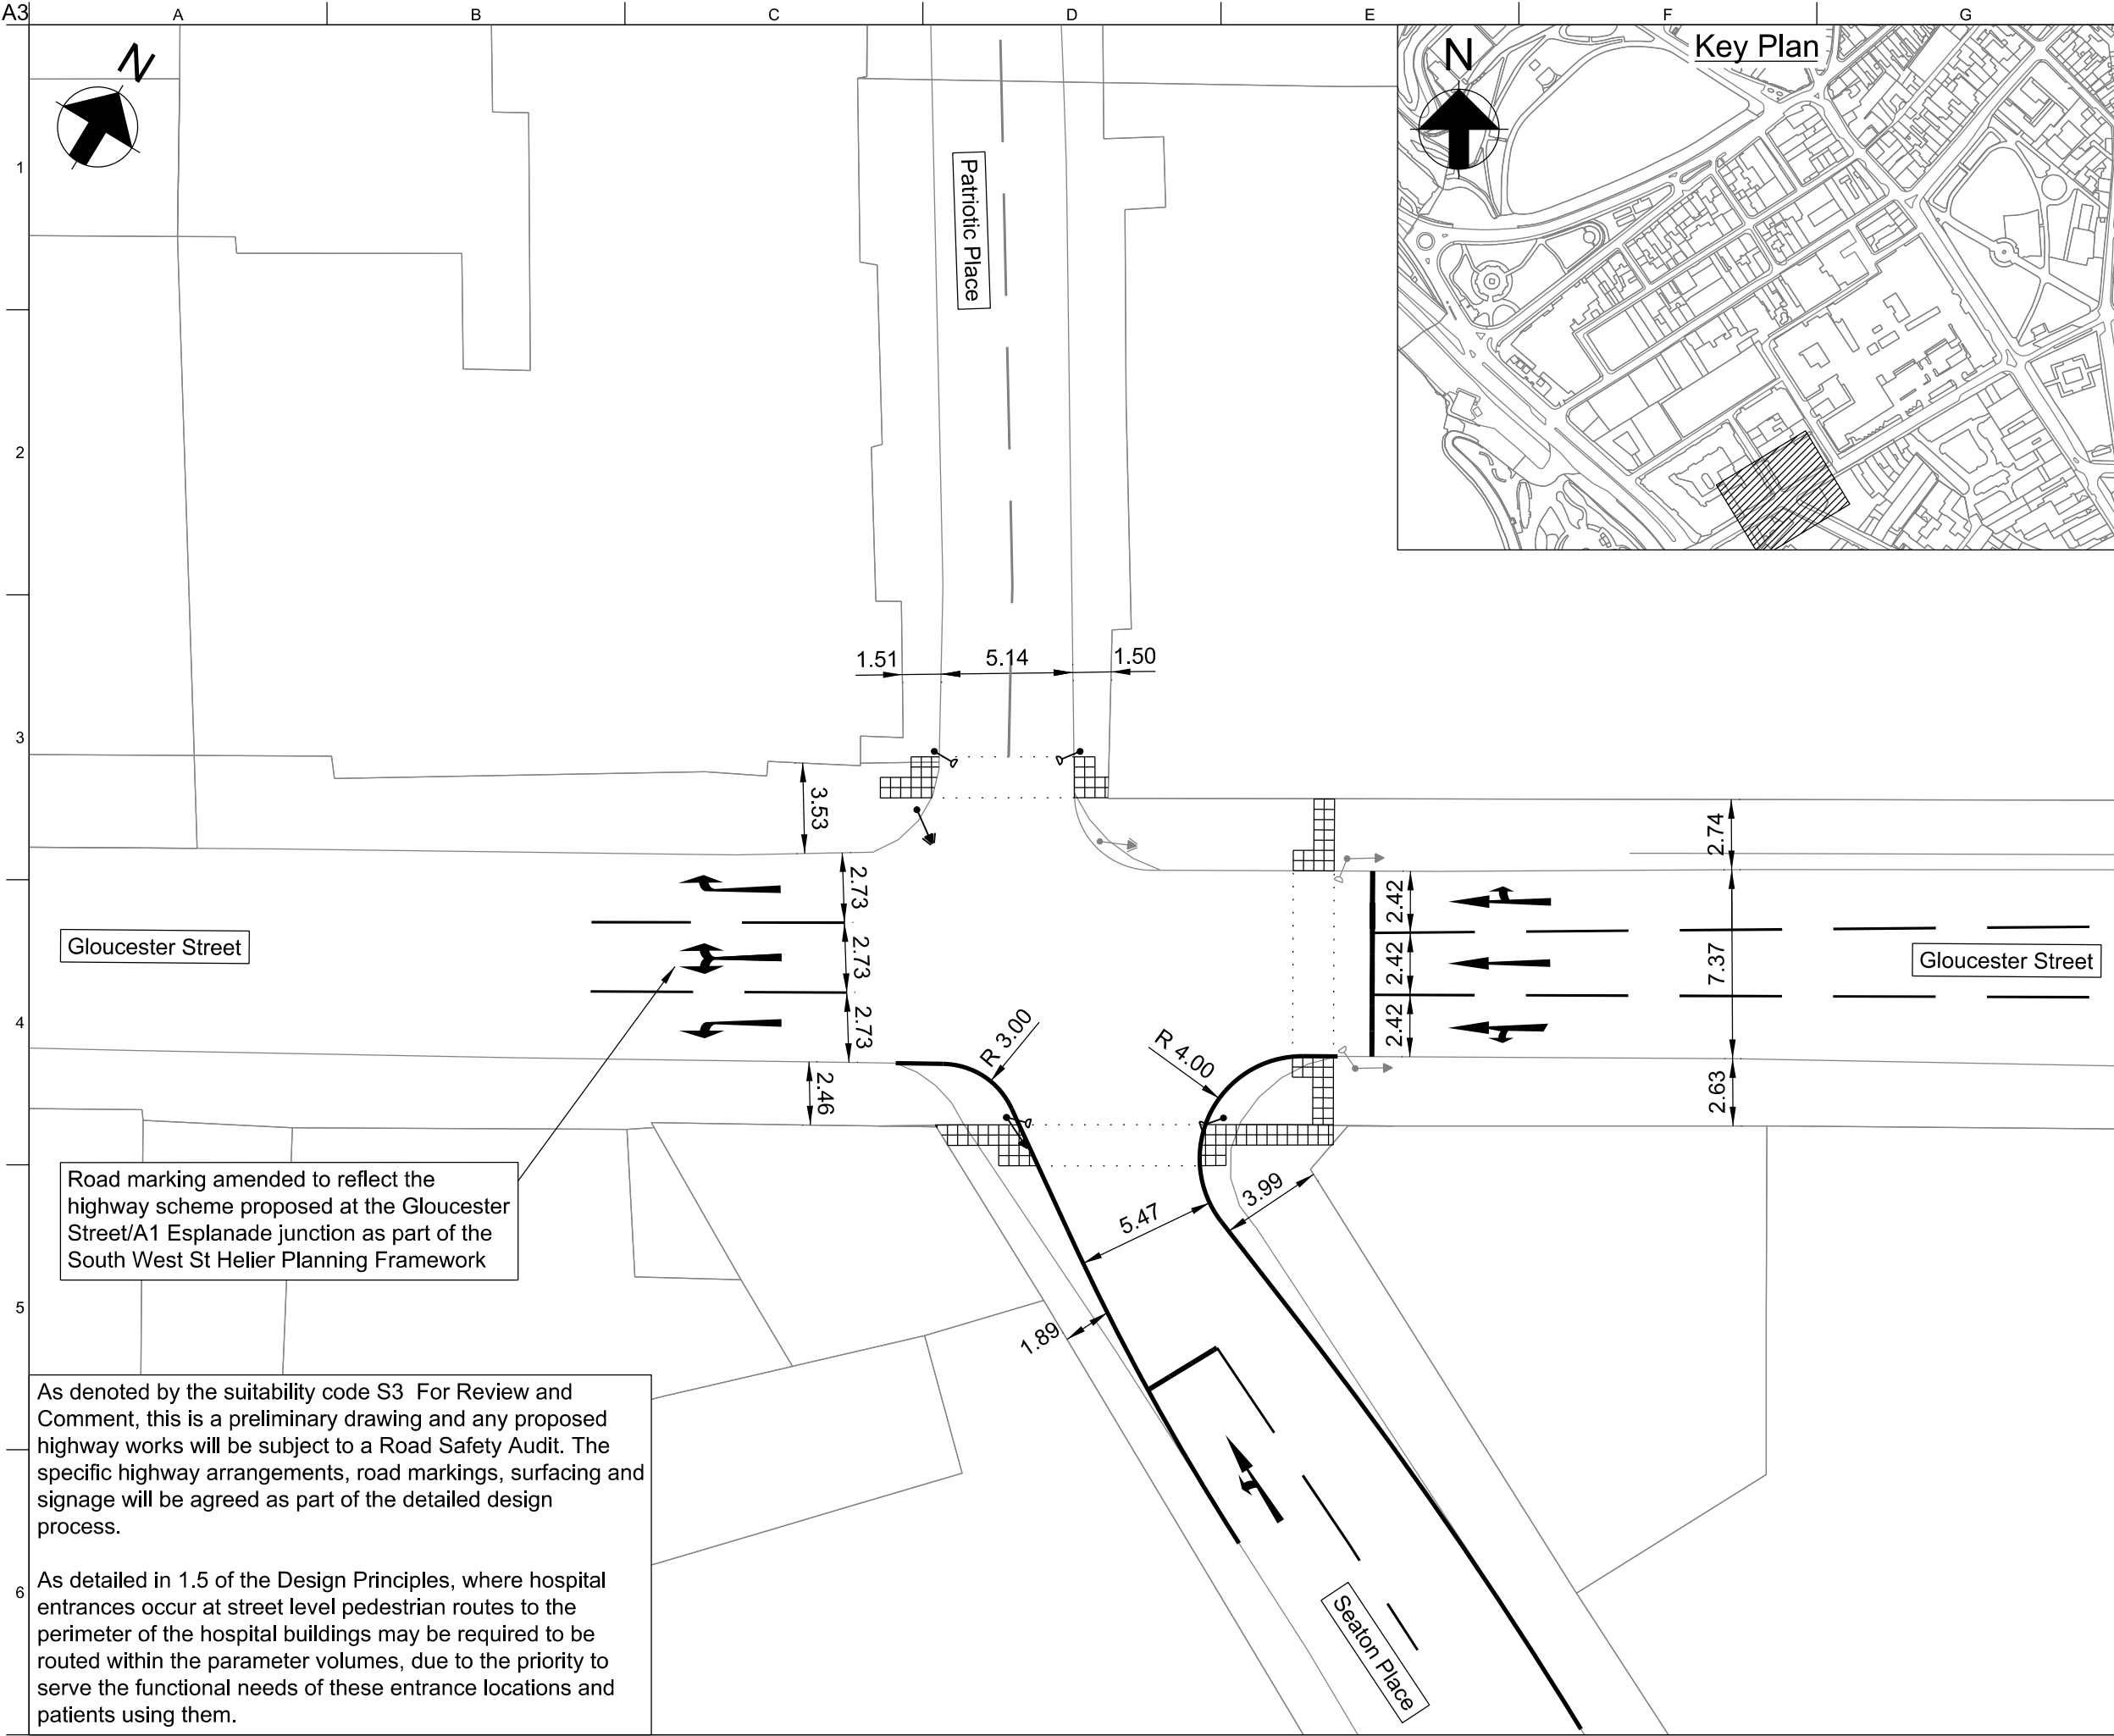 A3
A
B
C
D
E
F
G
N
Key Plan
N
1
Patriotic Place
2
1.51
5.14
1.50
3
3.53
2.74
2.73
2.42
Gloucester Street
2.73
2.42
7.37
Gloucester Street
4
2.73
2.42
R 3.00
R 4.00
2.46
2.63
Road marking amended to reflect the
highway scheme proposed at the Gloucester
Street/A1 Esplanade junction as part of the
South West St Helier Planning Framework
3.99
5.47
5
1.89
As denoted by the suitability code S3 For Review and
Comment, this is a preliminary drawing and any proposed
highway works will be subject to a Road Safety Audit. The
specific highway arrangements, road markings, surfacing and
signage will be agreed as part of the detailed design
process.
As detailed in 1.5 of the Design Principles, where hospital
entrances occur at street level pedestrian routes to the
perimeter of the hospital buildings may be required to be
routed within the parameter volumes, due to the priority to
serve the functional needs of these entrance locations and
patients using them.
6
Seaton Place